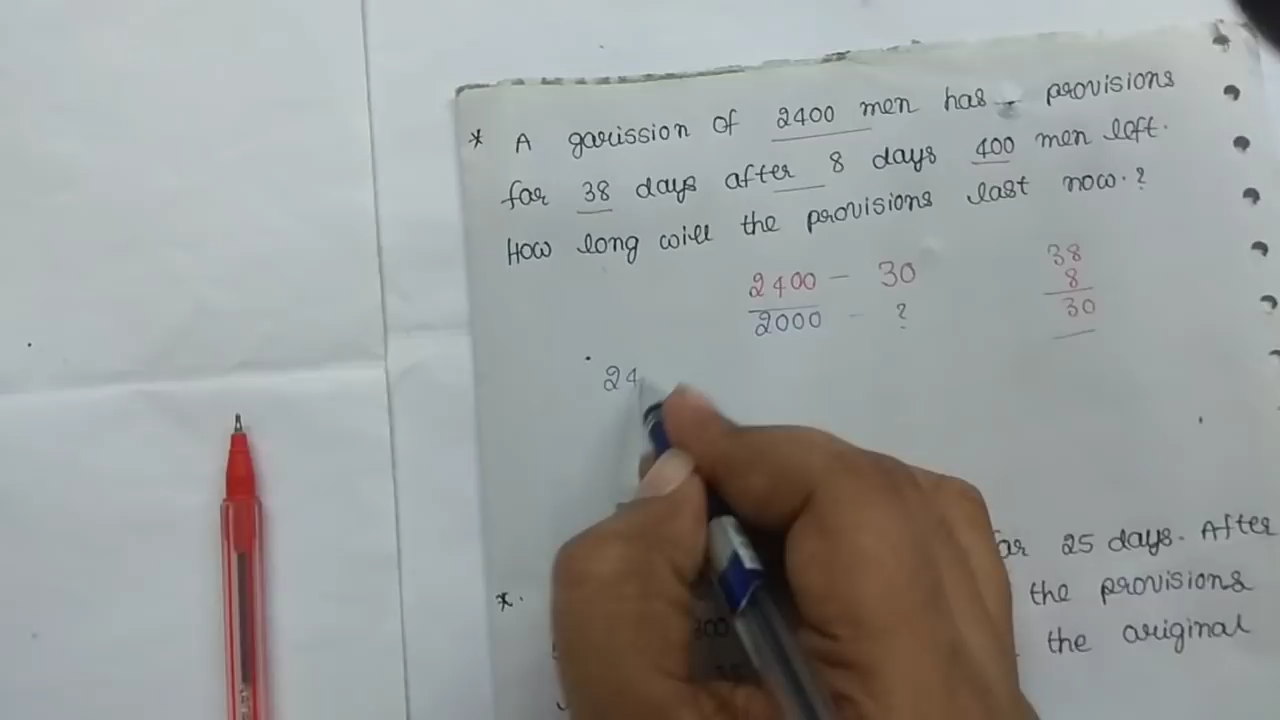 * A garission of 2400 men has provisions
for 38 days after 8 days 400 men left.
How long will the provisions last now.?
2400 - 30
2000 - ?
38
8
30
24
for 25 days. After
*. the provisions
the original